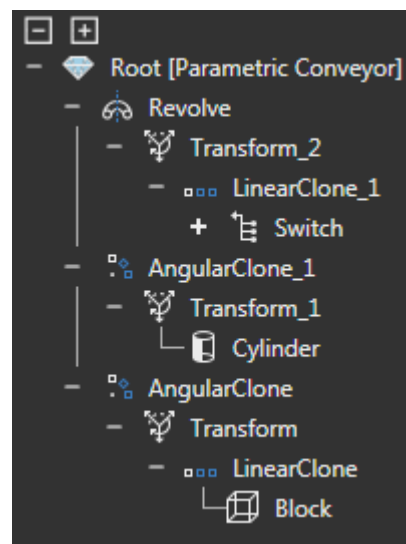 Root [Parametric Conveyor]
Revolve
Transform_2
LinearClone_1
Switch
AngularClone_1
Transform_1
Cylinder
AngularClone
Transform
LinearClone
Block